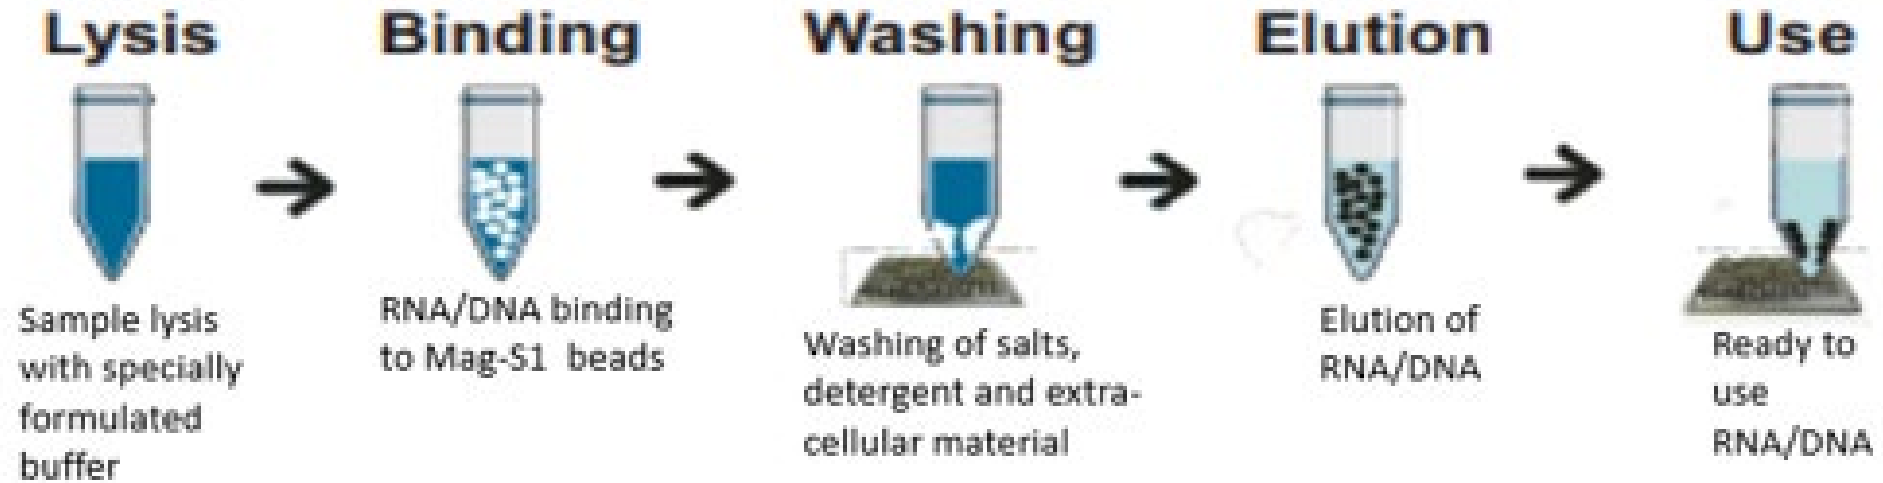 Lysis
Binding
Washing
Elution
Use
Sample lysis
with specially
formulated
buffer
RNA/DNA binding
to Mag-S1 beads
Washing of salts,
detergent and extra-
cellular material
Elution of
RNA/DNA
Ready to
use
RNA/DNA